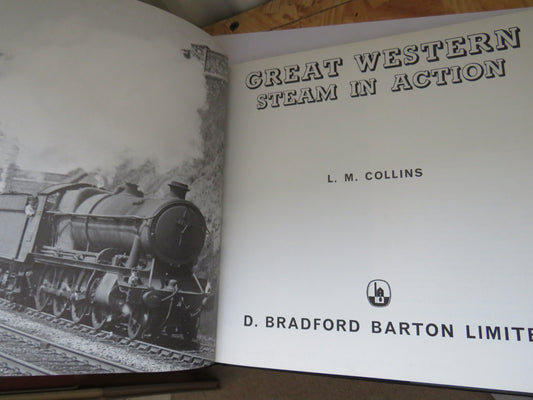 GREAT WESTERN
STEAM IN ACTION
L. M. COLLINS
D. BRADFORD BARTON LIMITE